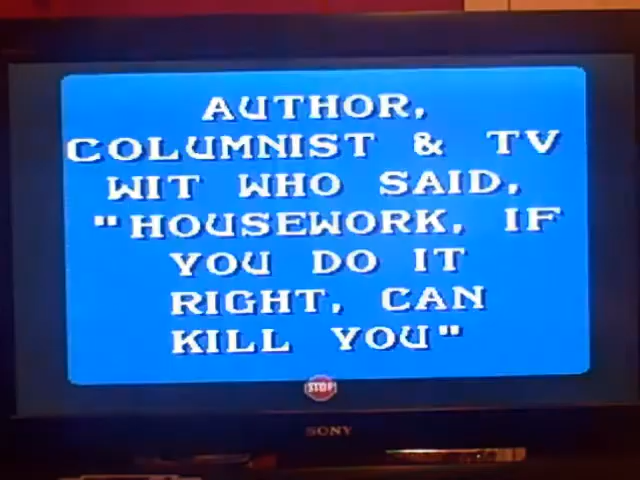 AUTHOR,
COLUMNIST & TV
WIT WHO SAID,
"HOUSEWORK, IF
YOU DO IT
RIGHT, CAN
KILL YOU"
STOP
SONY